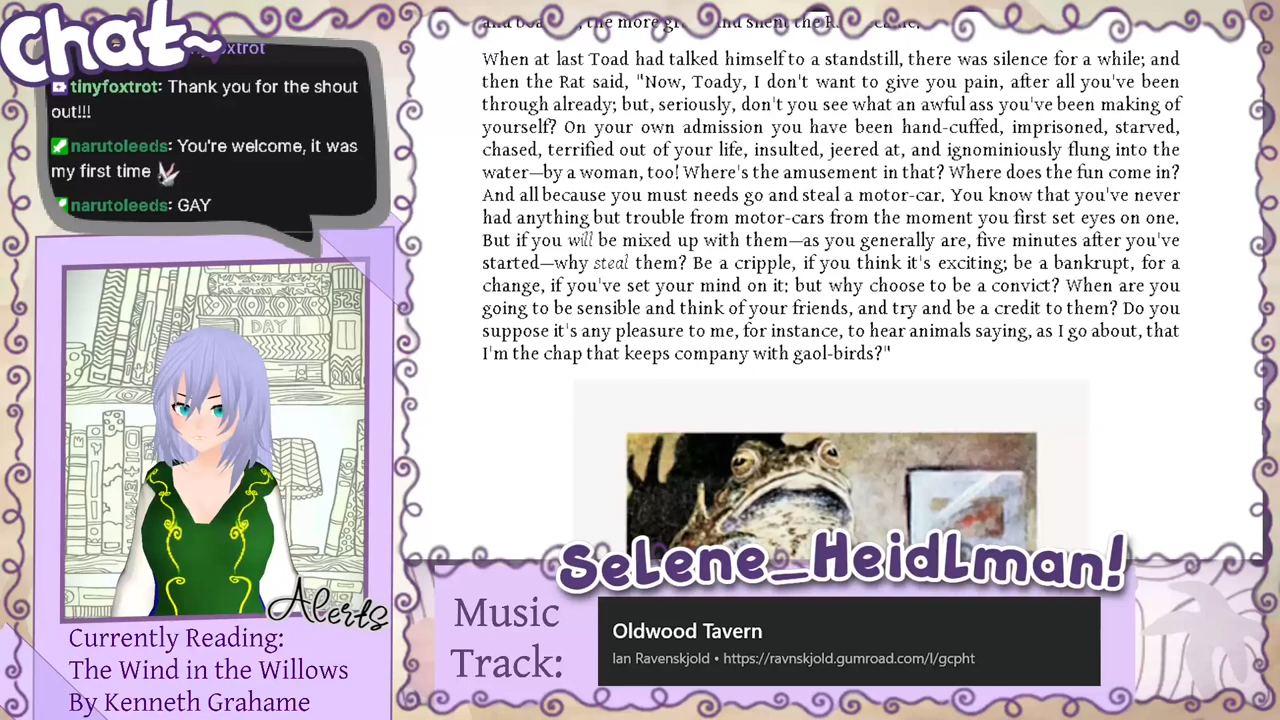 Chat~
oxtrot
tinyfoxtrot: Thank you for the shout
out!!!
narutoleeds: You're welcome, it was
my first time
narutoleeds: GAY
DAY
525
Alerts
Currently Reading:
The Wind in the Willows
By Kenneth Grahame
When at last Toad had talked himself to a standstill, there was silence for a while; and
then the Rat said, "Now, Toady, I don't want to give you pain, after all you've been
through already; but, seriously, don't you see what an awful ass you've been making of
yourself? On your own admission you have been hand-cuffed, imprisoned, starved,
chased, terrified out of your life, insulted, jeered at, and ignominiously flung into the
water—by a woman, too! Where's the amusement in that? Where does the fun come in?
And all because you must needs go and steal a motor-car. You know that you've never
had anything but trouble from motor-cars from the moment you first set eyes on one.
But if you will be mixed up with them—as you generally are, five minutes after you've
started—why steal them? Be a cripple, if you think it's exciting; be a bankrupt, for a
change, if you've set your mind on it: but why choose to be a convict? When are you
going to be sensible and think of your friends, and try and be a credit to them? Do you
suppose it's any pleasure to me, for instance, to hear animals saying, as I go about, that
I'm the chap that keeps company with gaol-birds?"
Selene_Heidlman!
Music
Track:
Oldwood Tavern
Ian Ravenskjold • https://ravnskjold.gumroad.com/l/gcpht